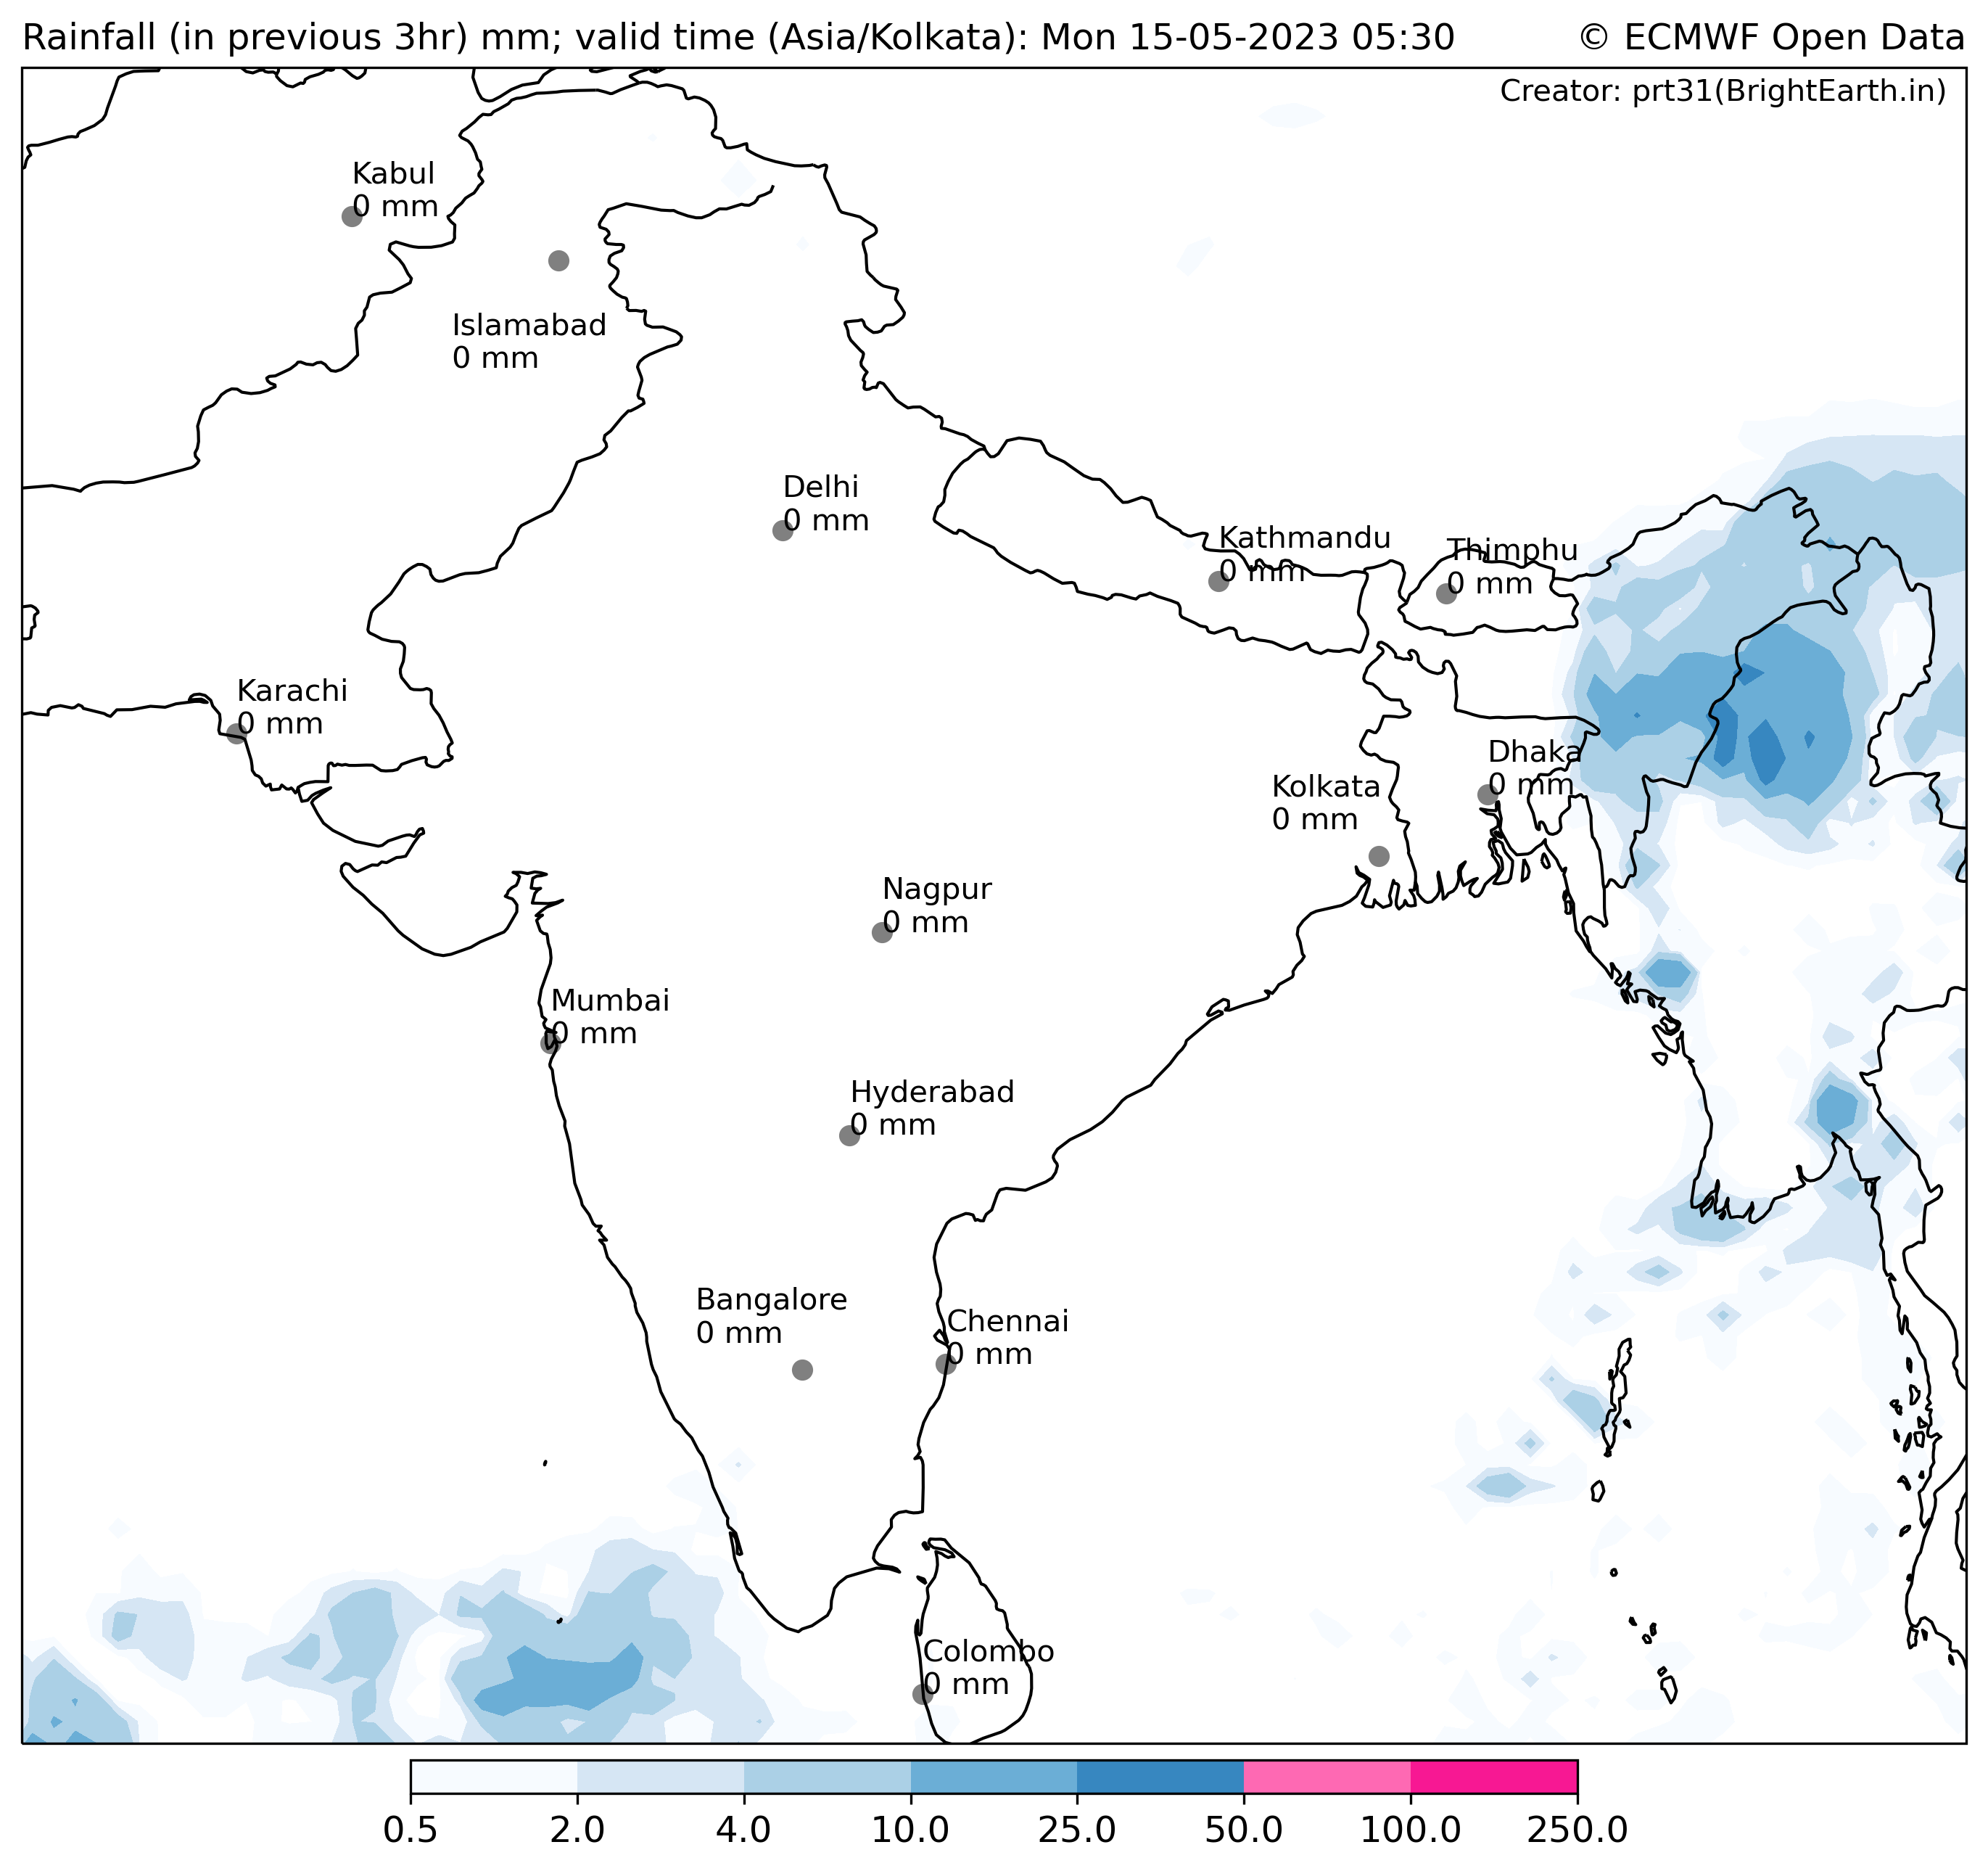 Rainfall (in previous 3hr) mm; valid time (Asia/Kolkata): Mon 15-05-2023 05:30
© ECMWF Open Data
Creator: prt31(BrightEarth.in)
Kabul
0 mm
Islamabad
0 mm
Delhi
0 mm
Kathmandu
0 mm
Thimphu
0 mm
Karachi
0 mm
Dhaka
0 mm
Kolkata
0 mm
Nagpur
0 mm
Mumbai
0 mm
Hyderabad
0 mm
Bangalore
0 mm
Chennai
0 mm
Colombo
0 mm
0.5 2.0 4.0 10.0 25.0 50.0 100.0 250.0